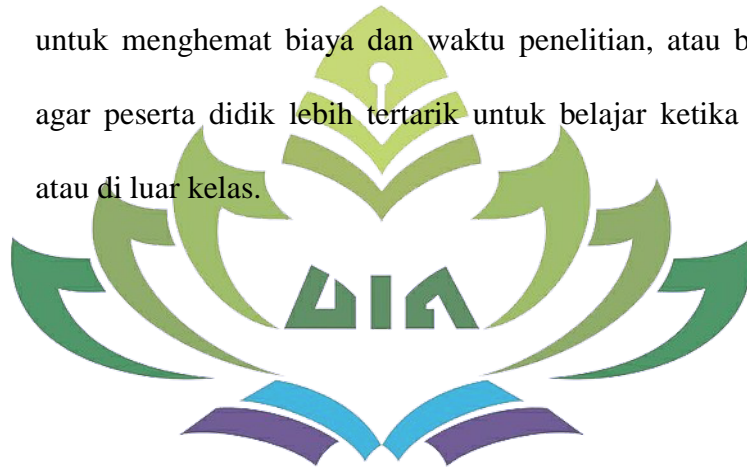 untuk menghemat biaya dan waktu penelitian, atau b
agar peserta didik lebih tertarik untuk belajar ketika
atau di luar kelas.
UIN